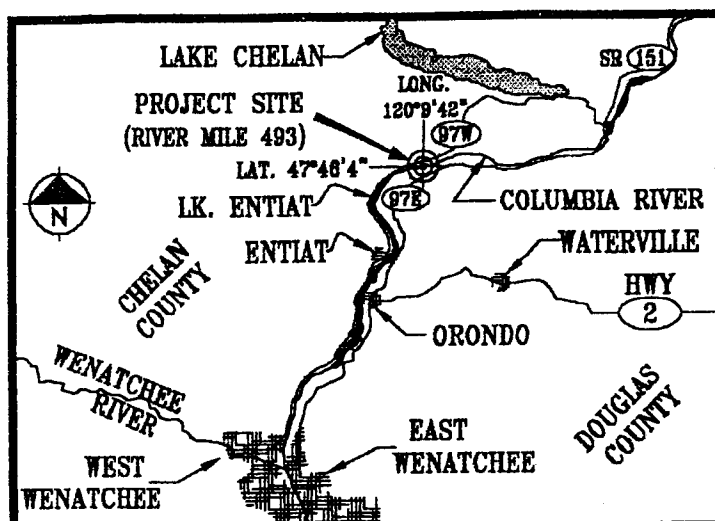 LAKE CHELAN
SR 151
LONG.
120°9'42"
PROJECT SITE
(RIVER MILE 493)
97W
LAT. 47°46'4"
97E
LK. ENTIAT
COLUMBIA RIVER
N
ENTIAT
WATERVILLE
CHELAN
COUNTY
HWY
2
ORONDO
WENATCHEE
RIVER
DOUGLAS
COUNTY
EAST
WENATCHEE
WEST
WENATCHEE